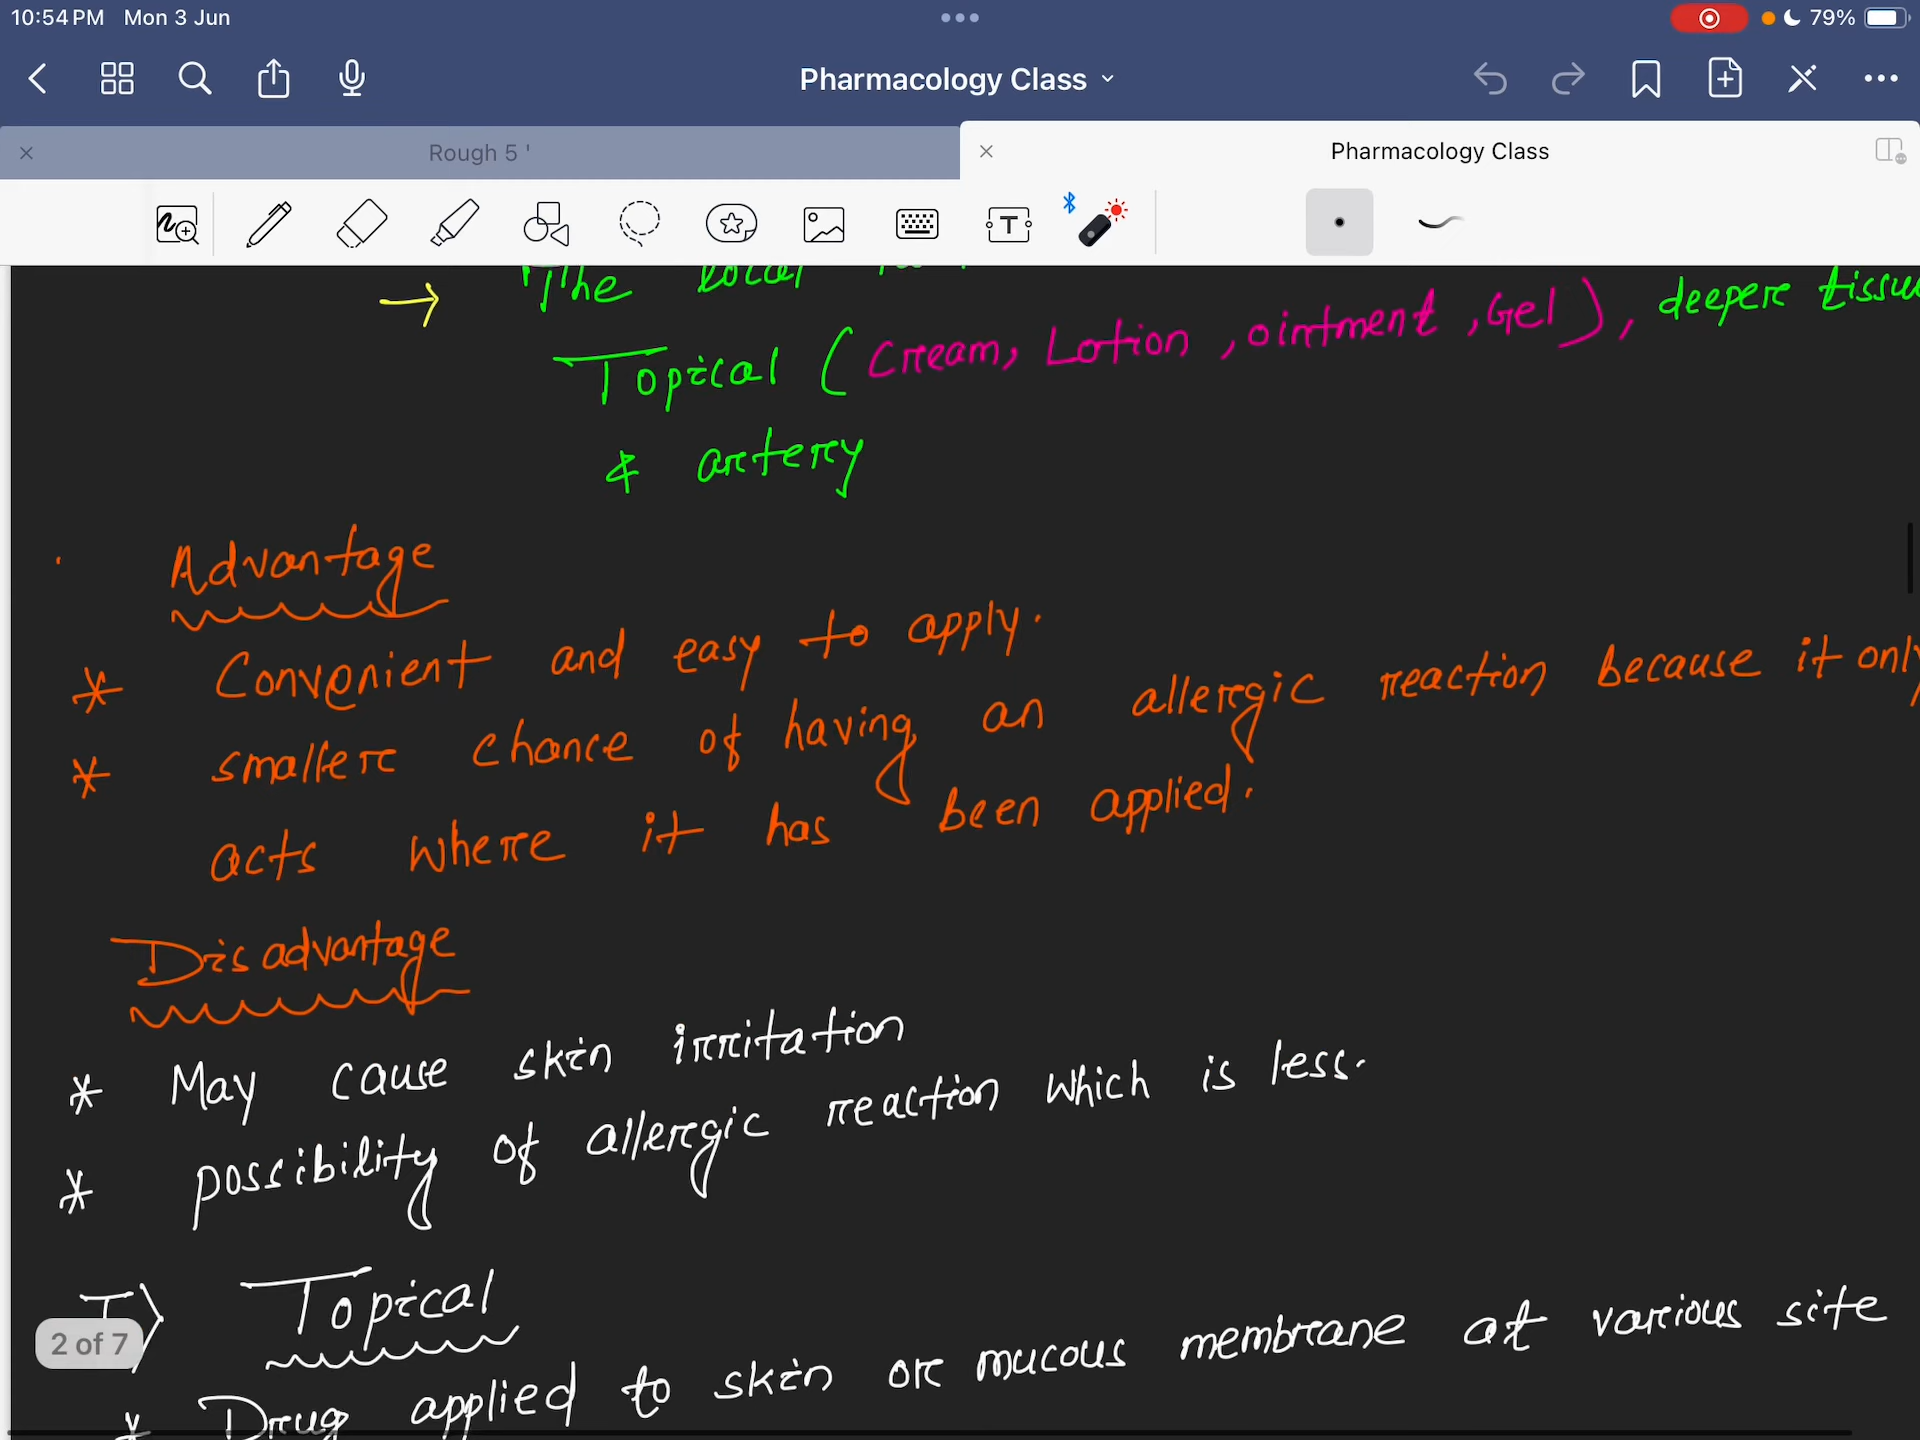 10:54 PM Mon 3 Jun
79%
Pharmacology Class
Rough 5 '
Pharmacology Class
T
→ The local
Topical (Cream, Lotion, ointment, Gel), deeper tissu
& artery
Advantage
* Convenient and easy to apply.
* smaller chance of having an allergic reaction because it only
acts where it has been applied.
Disadvantage
* May cause skin irritation
* possibility of allergic reaction which is less.
I) Topical
2 of 7
* Drug applied to skin or mucous membrane at various site